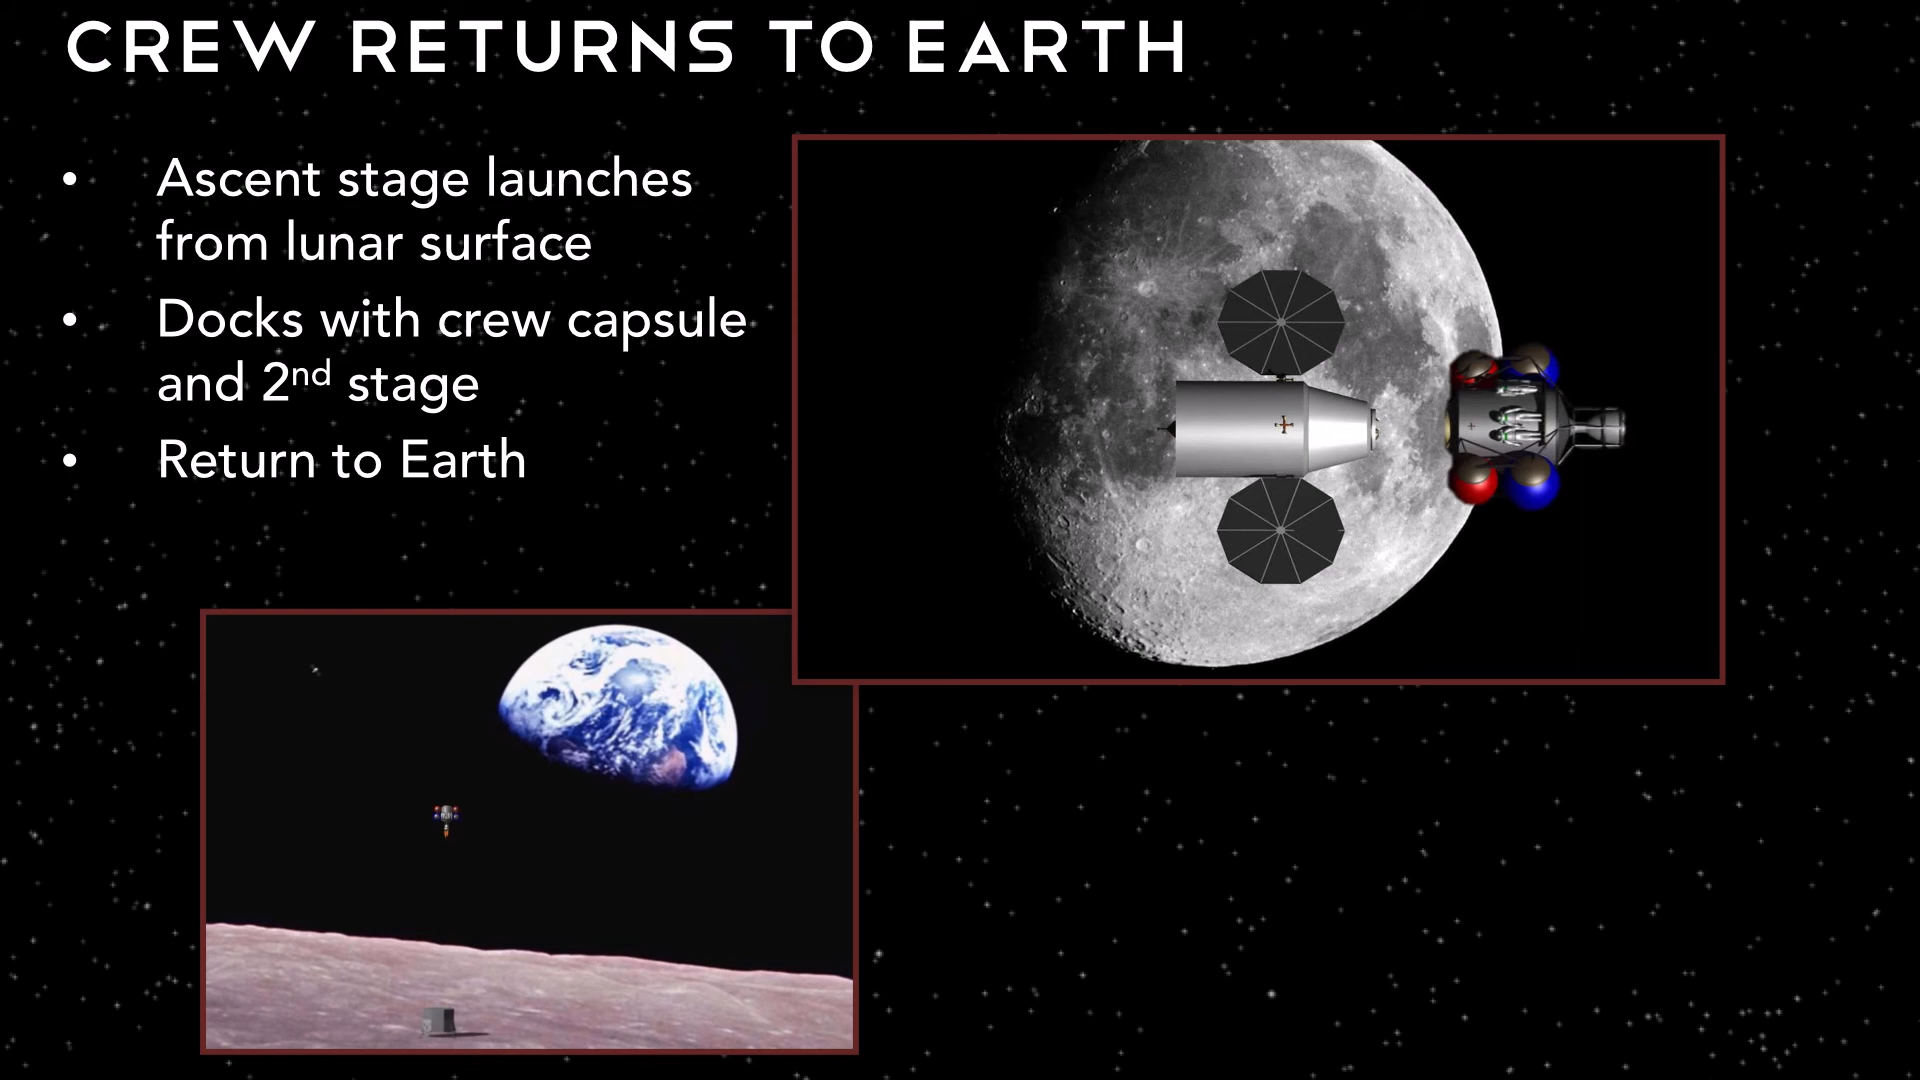 CREW RETURNS TO EARTH
• Ascent stage launches
from lunar surface
• Docks with crew capsule
and 2nd stage
• Return to Earth